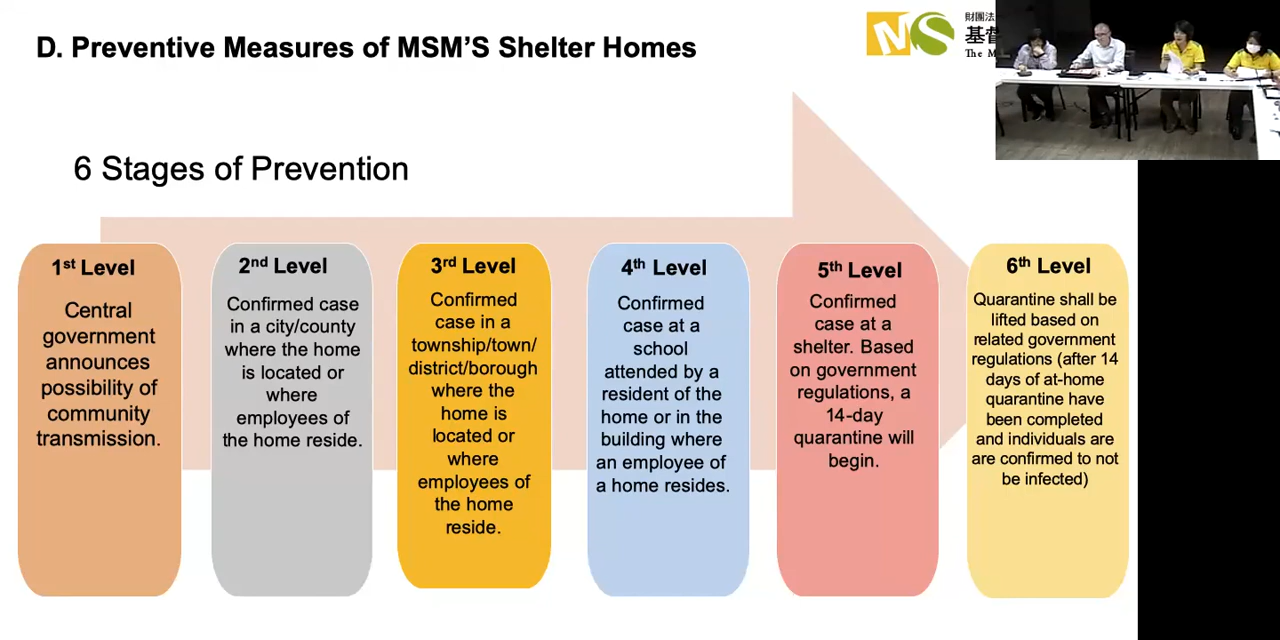 D. Preventive Measures of MSM'S Shelter Homes
MS
財團法
基督
The M
6 Stages of Prevention
1st Level
Central
government
announces
possibility of
community
transmission.
2nd Level
Confirmed case
in a city/county
where the home
is located or
where
employees of
the home reside.
3rd Level
Confirmed
case in a
township/town/
district/borough
where the
home is
located or
where
employees of
the home
reside.
4th Level
Confirmed
case at a
school
attended by a
resident of the
home or in the
building where
an employee of
a home resides.
5th Level
Confirmed
case at a
shelter. Based
on government
regulations, a
14-day
quarantine will
begin.
6th Level
Quarantine shall be
lifted based on
related government
regulations (after 14
days of at-home
quarantine have
been completed
and individuals are
are confirmed to not
be infected)